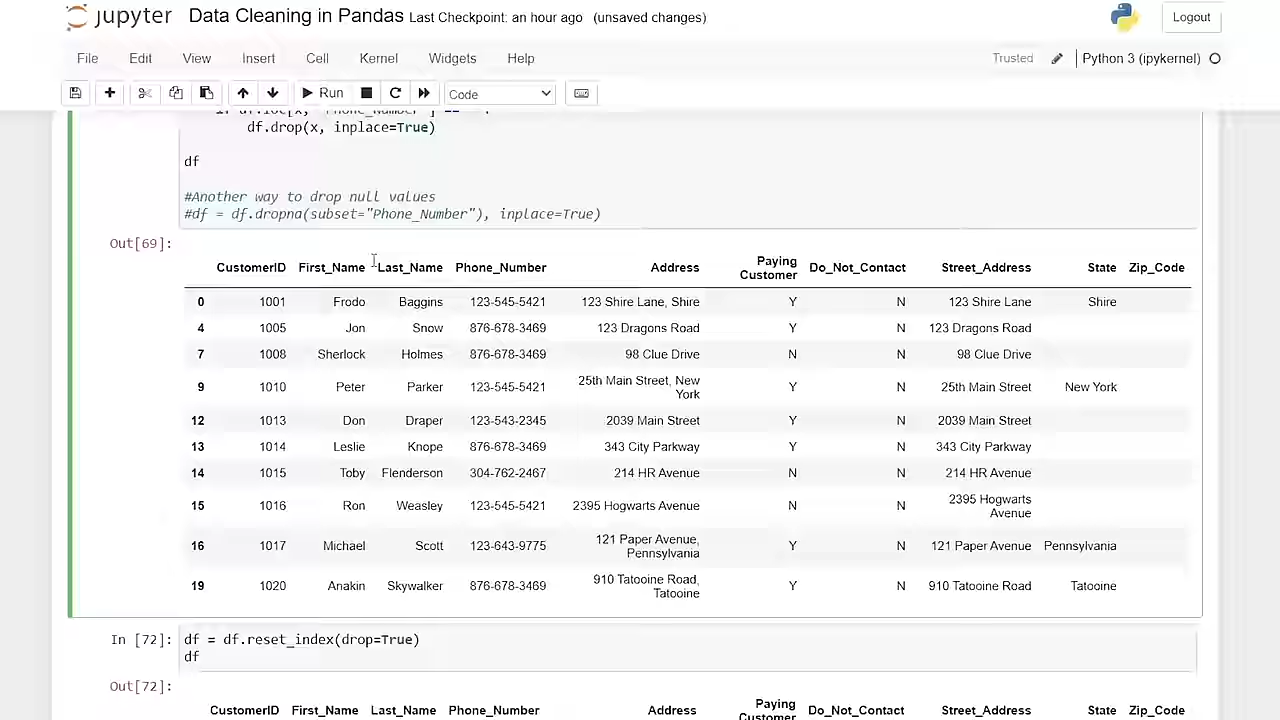 jupyter Data Cleaning in Pandas Last Checkpoint: an hour ago (unsaved changes) Logout
File Edit View Insert Cell Kernel Widgets Help Trusted Python 3 (ipykernel)
Run Code
df.drop(x, inplace=True)
df
#Another way to drop null values
#df = df.dropna(subset="Phone_Number"), inplace=True)
Out[69]:
CustomerID First_Name Last_Name Phone_Number Address Paying Customer Do_Not_Contact Street_Address State Zip_Code
0 1001 Frodo Baggins 123-545-5421 123 Shire Lane, Shire Y N 123 Shire Lane Shire
4 1005 Jon Snow 876-678-3469 123 Dragons Road Y N 123 Dragons Road
7 1008 Sherlock Holmes 876-678-3469 98 Clue Drive N N 98 Clue Drive
9 1010 Peter Parker 123-545-5421 25th Main Street, New York Y N 25th Main Street New York
12 1013 Don Draper 123-543-2345 2039 Main Street Y N 2039 Main Street
13 1014 Leslie Knope 876-678-3469 343 City Parkway Y N 343 City Parkway
14 1015 Toby Flenderson 304-762-2467 214 HR Avenue N N 214 HR Avenue
15 1016 Ron Weasley 123-545-5421 2395 Hogwarts Avenue N N 2395 Hogwarts Avenue
16 1017 Michael Scott 123-643-9775 121 Paper Avenue, Pennsylvania Y N 121 Paper Avenue Pennsylvania
19 1020 Anakin Skywalker 876-678-3469 910 Tatooine Road, Tatooine Y N 910 Tatooine Road Tatooine
In [72]: df = df.reset_index(drop=True)
df
Out[72]:
CustomerID First_Name Last_Name Phone_Number Address Paying Customer Do_Not_Contact Street_Address State Zip_Code